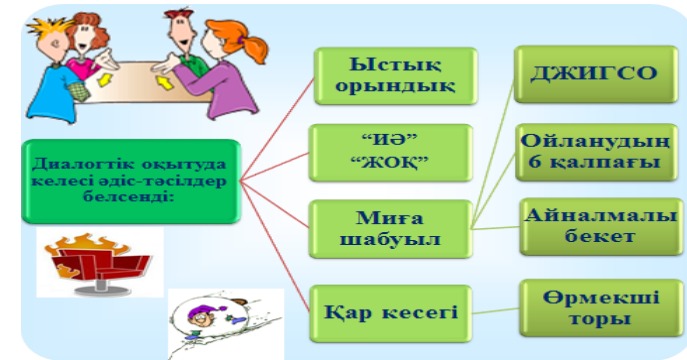 Диалогтік оқытуда
келесі әдіс-тәсілдер
белсенді:
Ыстық
орындық
“ИӘ”
“ЖОҚ”
Миға
шабуыл
Қар кесегі
ДЖИГСО
Ойланудың
6 қалпағы
Айналмалы
бекет
Өрмекші
торы